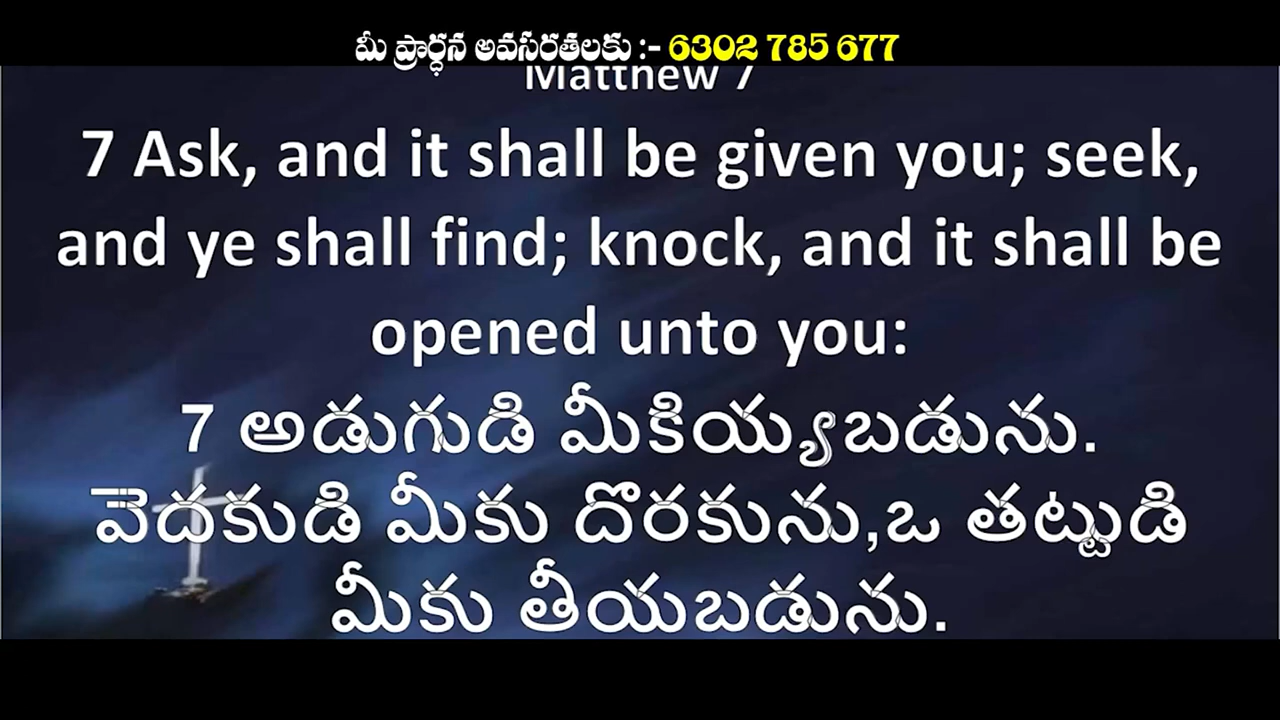 మీ ప్రార్ధన అవసరతలకు :- 6302 785 677
Matthew 7
7 Ask, and it shall be given you; seek,
and ye shall find; knock, and it shall be
opened unto you:
7 అడుగుడి మీకియ్యబడును.
వెదకుడి మీకు దొరకును,ఒ తట్టుడి
మీకు తీయబడును.